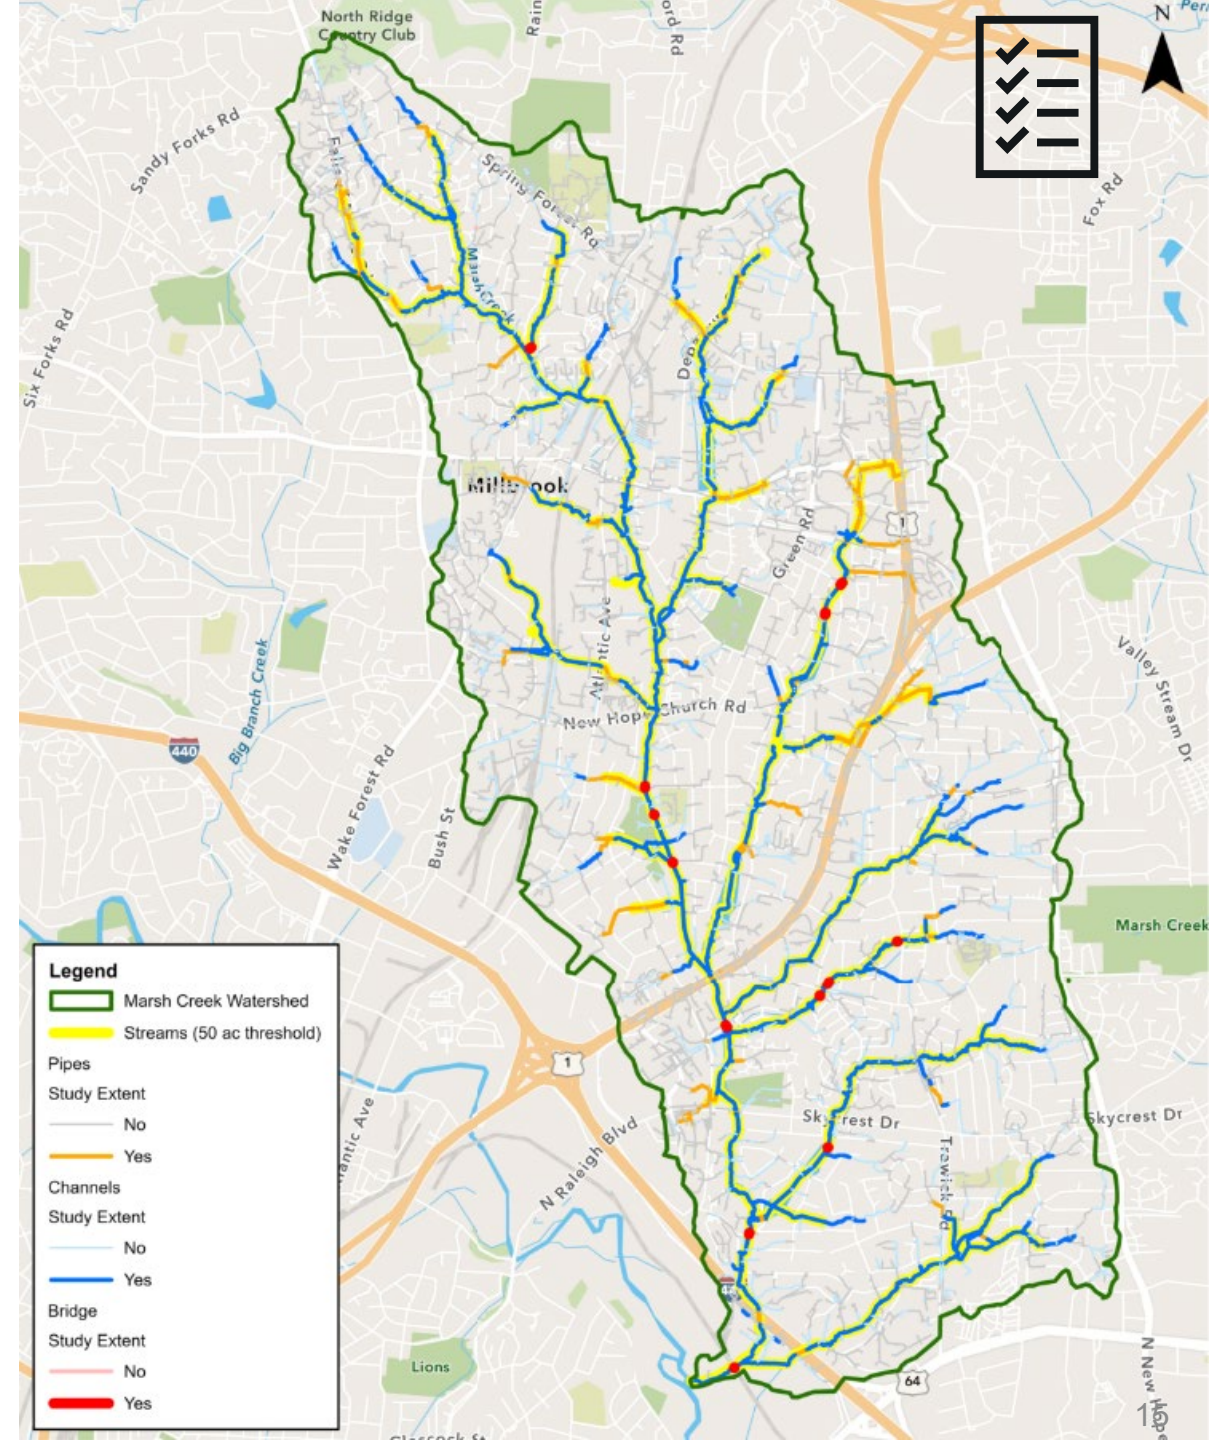 North Ridge
Country Club
N
Sandy Forks Rd
Spring Forest Rd
Fox Rd
Marsh Creek
Six Forks Rd
Millbrook
Green Rd
1
Atlantic Ave
Big Branch Creek
Valley Stream Dr
New Hope Church Rd
440
Wake Forest Rd
Bush St
Marsh Creek
1
Skycrest Dr
Skycrest Dr
N Raleigh Blvd
Trawick Rd
Lions
64
Legend
Marsh Creek Watershed
Streams (50 ac threshold)
Pipes
Study Extent
No
Yes
Channels
Study Extent
No
Yes
Bridge
Study Extent
No
Yes